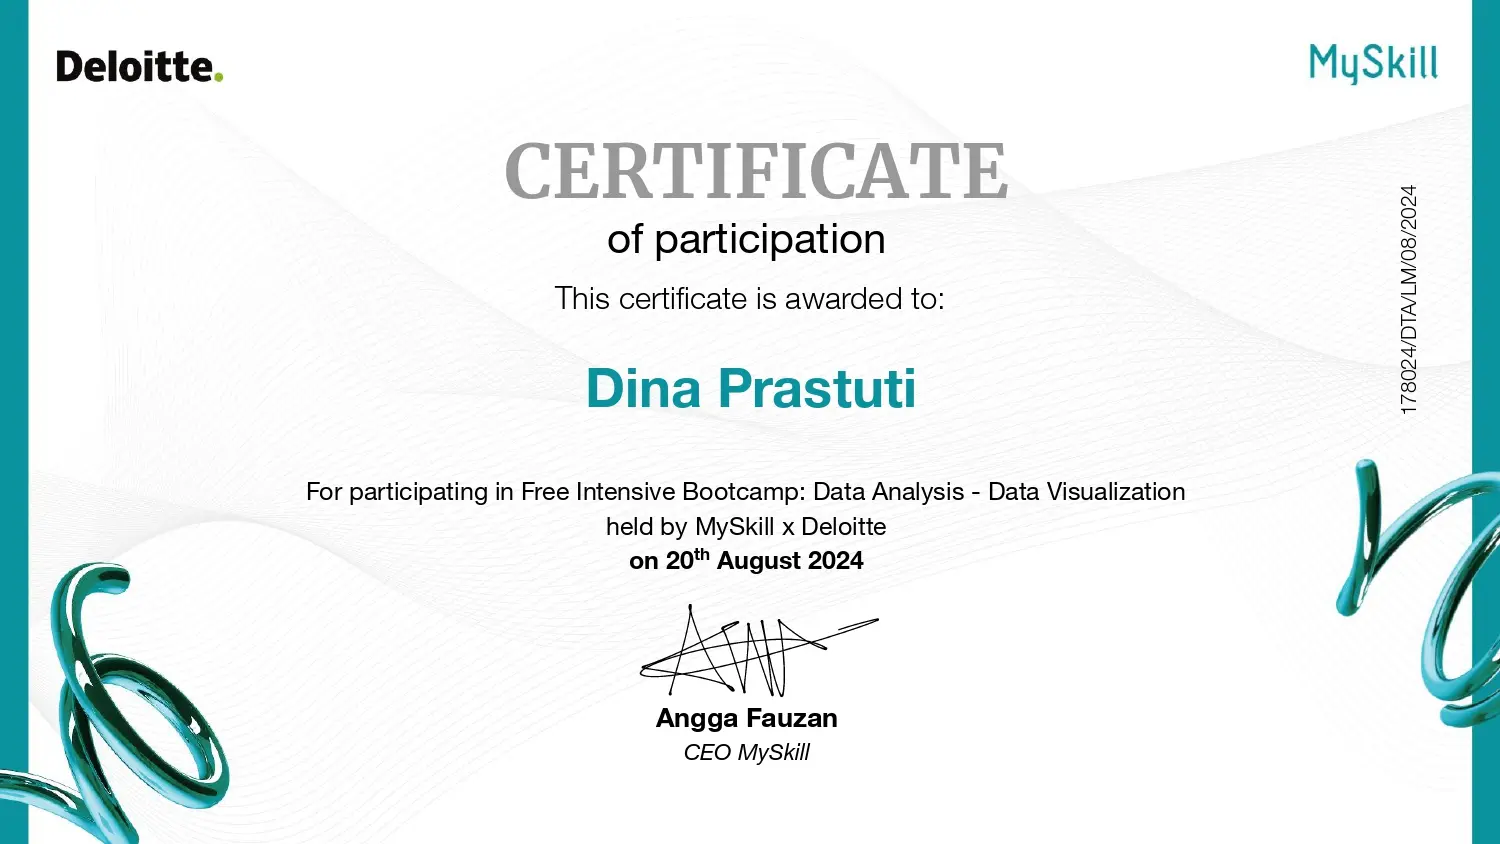 Deloitte.
MySkill
CERTIFICATE
of participation
This certificate is awarded to:
Dina Prastuti
178024/DTA/LM/08/2024
For participating in Free Intensive Bootcamp: Data Analysis - Data Visualization
held by MySkill x Deloitte
on 20th August 2024
Angga Fauzan
CEO MySkill